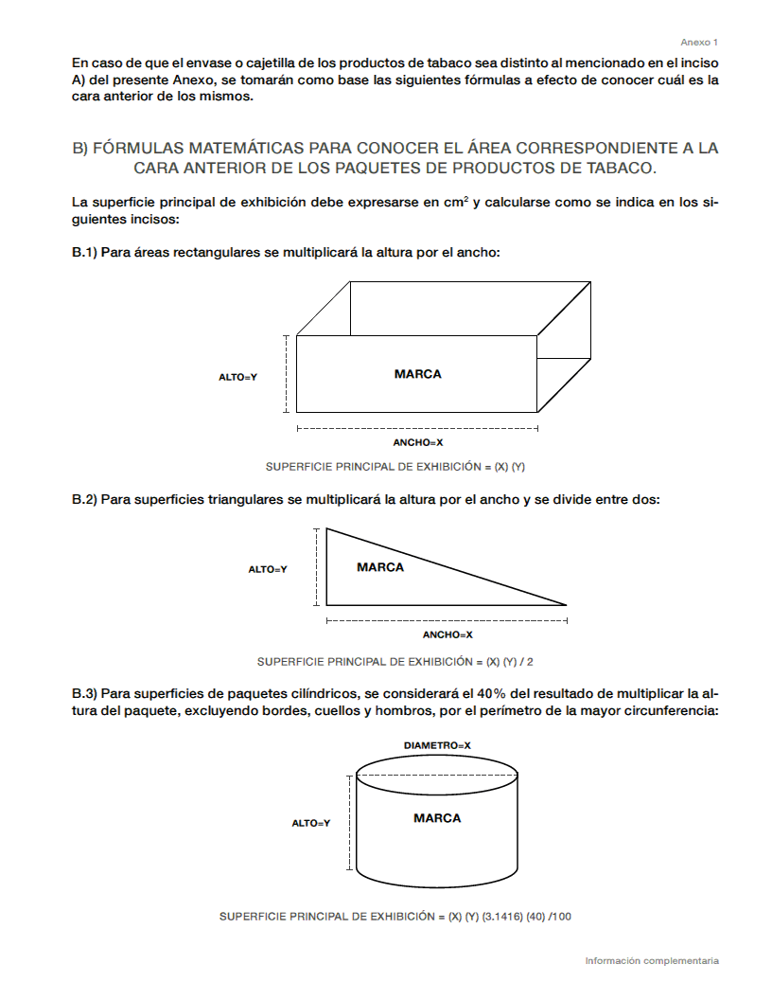 Anexo 1
En caso de que el envase o cajetilla de los productos de tabaco sea distinto al mencionado en el inciso
A) del presente Anexo, se tomarán como base las siguientes fórmulas a efecto de conocer cuál es la
cara anterior de los mismos.
B) FÓRMULAS MATEMÁTICAS PARA CONOCER EL ÁREA CORRESPONDIENTE A LA
CARA ANTERIOR DE LOS PAQUETES DE PRODUCTOS DE TABACO.
La superficie principal de exhibición debe expresarse en cm² y calcularse como se indica en los si-
guientes incisos:
B.1) Para áreas rectangulares se multiplicará la altura por el ancho:
ALTO=Y
MARCA
ANCHO=X
SUPERFICIE PRINCIPAL DE EXHIBICIÓN = (X) (Y)
B.2) Para superficies triangulares se multiplicará la altura por el ancho y se divide entre dos:
ALTO=Y
MARCA
ANCHO=X
SUPERFICIE PRINCIPAL DE EXHIBICIÓN = (X) (Y) / 2
B.3) Para superficies de paquetes cilíndricos, se considerará el 40% del resultado de multiplicar la al-
tura del paquete, excluyendo bordes, cuellos y hombros, por el perímetro de la mayor circunferencia:
DIAMETRO=X
ALTO=Y
MARCA
SUPERFICIE PRINCIPAL DE EXHIBICIÓN = (X) (Y) (3.1416) (40) /100
Información complementaria